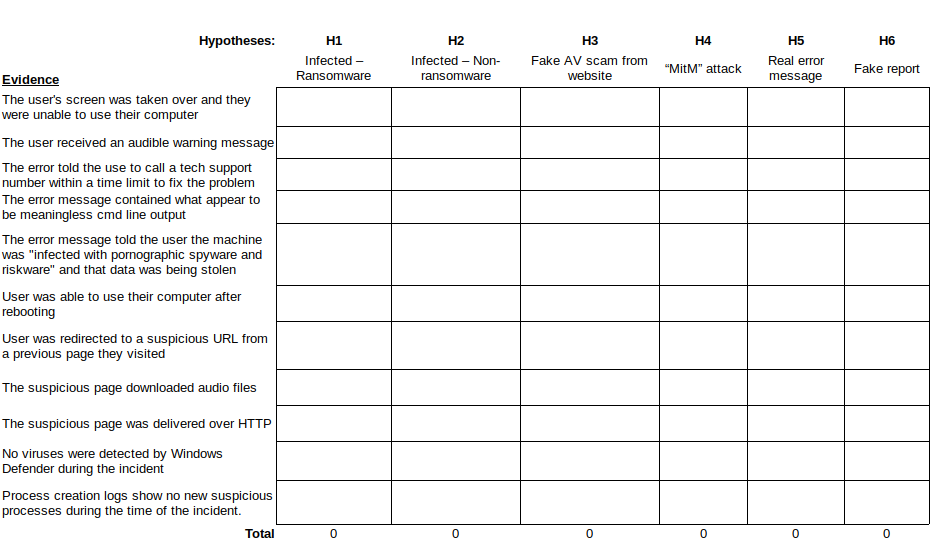 Hypotheses: H1 H2 H3 H4 H5 H6
Evidence
Infected –
Ransomware
Infected – Non-
ransomware
Fake AV scam from
website
“MitM” attack
Real error
message
Fake report
The user's screen was taken over and they
were unable to use their computer
The user received an audible warning message
The error told the use to call a tech support
number within a time limit to fix the problem
The error message contained what appear to
be meaningless cmd line output
The error message told the user the machine
was "infected with pornographic spyware and
riskware" and that data was being stolen
User was able to use their computer after
rebooting
User was redirected to a suspicious URL from
a previous page they visited
The suspicious page downloaded audio files
The suspicious page was delivered over HTTP
No viruses were detected by Windows
Defender during the incident
Process creation logs show no new suspicious
processes during the time of the incident.
Total 0 0 0 0 0 0